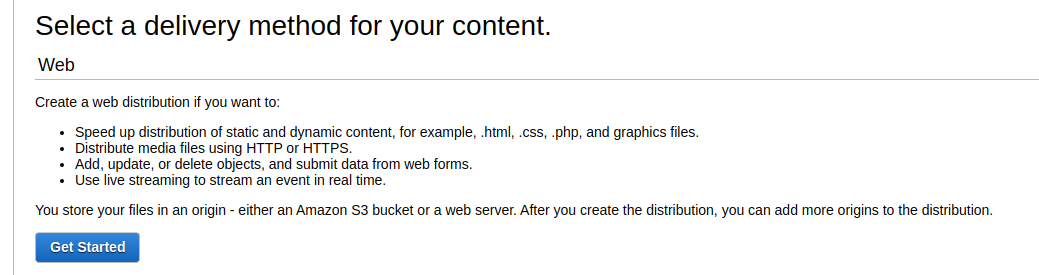 Select a delivery method for your content.
Web
Create a web distribution if you want to:
• Speed up distribution of static and dynamic content, for example, .html, .css, .php, and graphics files.
• Distribute media files using HTTP or HTTPS.
• Add, update, or delete objects, and submit data from web forms.
• Use live streaming to stream an event in real time.
You store your files in an origin - either an Amazon S3 bucket or a web server. After you create the distribution, you can add more origins to the distribution.
Get Started